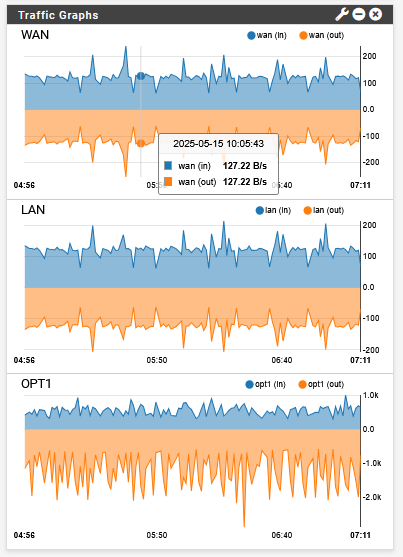 Traffic Graphs
WAN
wan (in) wan (out)
200
100
0.0
-100
-200
2025-05-15 10:05:43
wan (in) 127.22 B/s
wan (out) 127.22 B/s
04:56 05:50 06:40 07:11
LAN
lan (in) lan (out)
200
100
0.0
-100
-200
04:56 05:50 06:40 07:11
OPT1
opt1 (in) opt1 (out)
1.0k
0.0
-1.0k
-2.0k
04:56 05:50 06:40 07:11